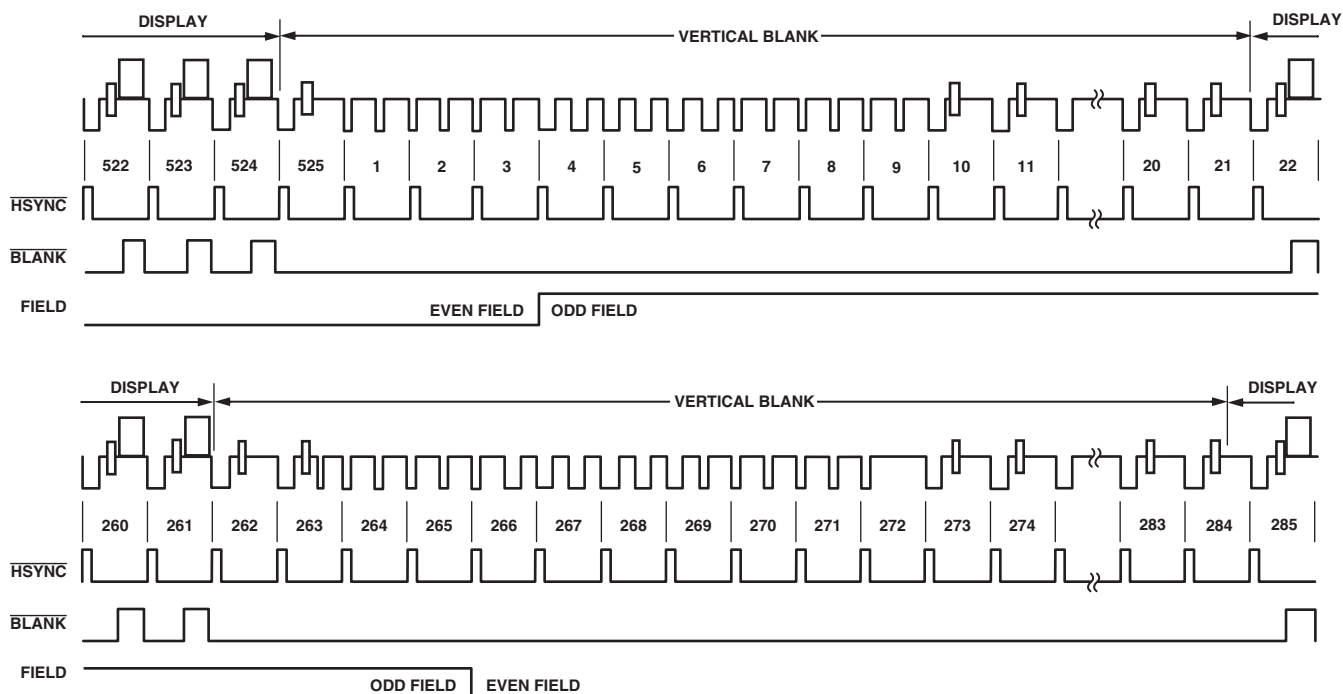 DISPLAY VERTICAL BLANK DISPLAY
522 523 524 525 1 2 3 4 5 6 7 8 9 10 11 20 21 22
HSYNC
BLANK
FIELD EVEN FIELD ODD FIELD
DISPLAY VERTICAL BLANK DISPLAY
260 261 262 263 264 265 266 267 268 269 270 271 272 273 274 283 284 285
HSYNC
BLANK
FIELD ODD FIELD EVEN FIELD